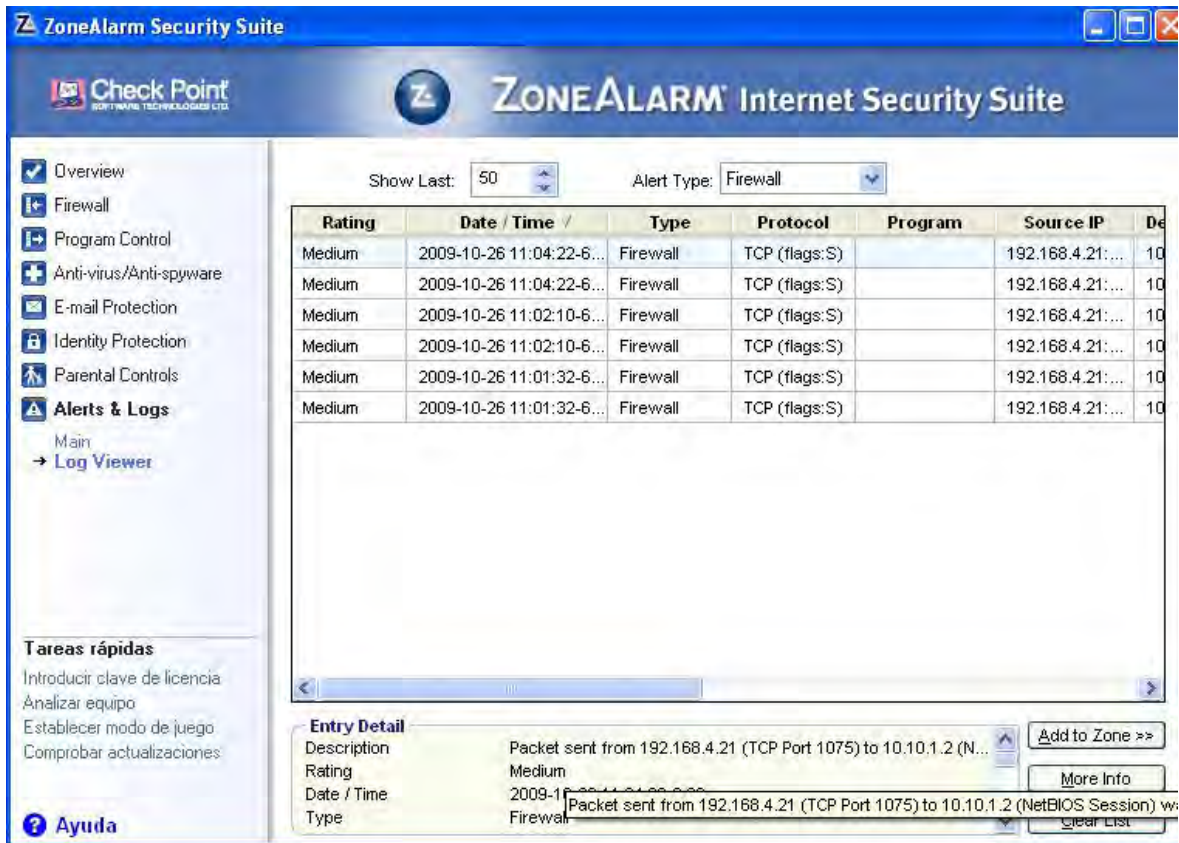 ZoneAlarm Security Suite
Check Point
SOFTWARE TECHNOLOGIES LTD.
ZONEALARM Internet Security Suite
Overview
Firewall
Program Control
Anti-virus/Anti-spyware
E-mail Protection
Identity Protection
Parental Controls
Alerts & Logs
Main
→ Log Viewer
Tareas rápidas
Introducir clave de licencia
Analizar equipo
Establecer modo de juego
Comprobar actualizaciones
Ayuda
Show Last: 50 Alert Type: Firewall
Rating Date / Time / Type Protocol Program Source IP De
Medium 2009-10-26 11:04:22-6... Firewall TCP (flags:S) 192.168.4.21:... 10
Medium 2009-10-26 11:04:22-6... Firewall TCP (flags:S) 192.168.4.21:... 10
Medium 2009-10-26 11:02:10-6... Firewall TCP (flags:S) 192.168.4.21:... 10
Medium 2009-10-26 11:02:10-6... Firewall TCP (flags:S) 192.168.4.21:... 10
Medium 2009-10-26 11:01:32-6... Firewall TCP (flags:S) 192.168.4.21:... 10
Medium 2009-10-26 11:01:32-6... Firewall TCP (flags:S) 192.168.4.21:... 10
Entry Detail
Description Packet sent from 192.168.4.21 (TCP Port 1075) to 10.10.1.2 (N...
Rating Medium
Date / Time
Type Firewall
Packet sent from 192.168.4.21 (TCP Port 1075) to 10.10.1.2 (NetBIOS Session) wa
Add to Zone >>
More Info
Clear List